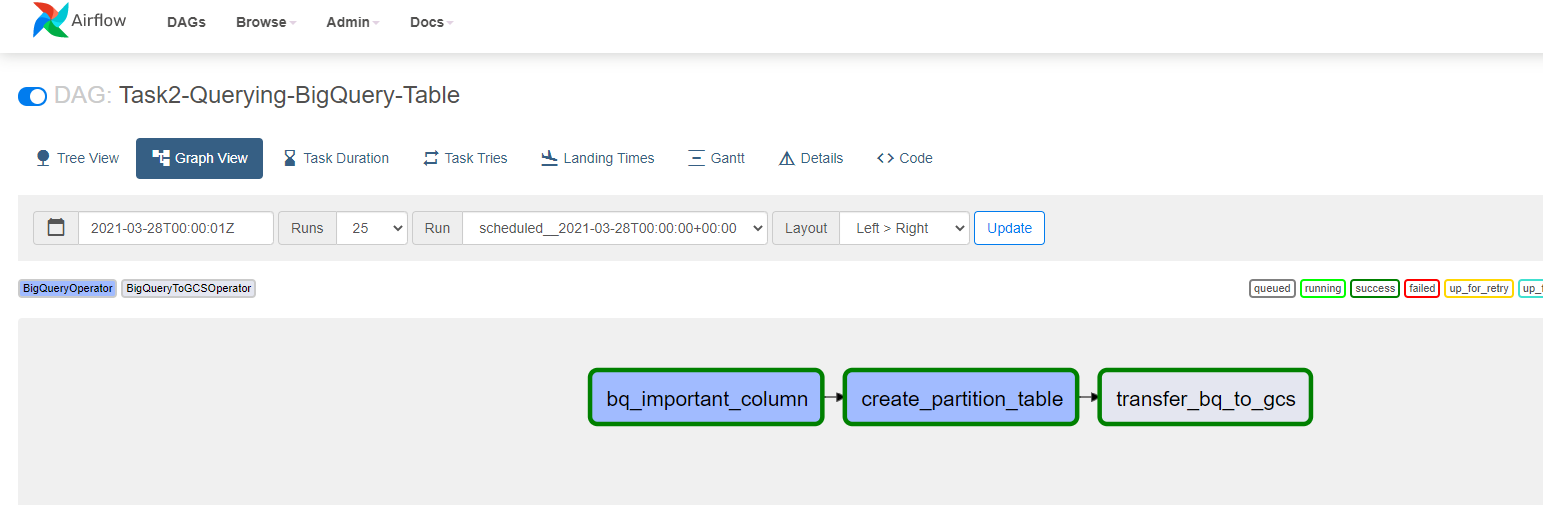 Airflow DAGs Browse Admin Docs
DAG: Task2-Querying-BigQuery-Table
Tree View Graph View Task Duration Task Tries Landing Times Gantt Details Code
2021-03-28T00:00:01Z Runs 25 Run scheduled__2021-03-28T00:00:00+00:00 Layout Left > Right Update
BigQueryOperator BigQueryToGCSOperator queued running success failed up_for_retry
bq_important_column create_partition_table transfer_bq_to_gcs